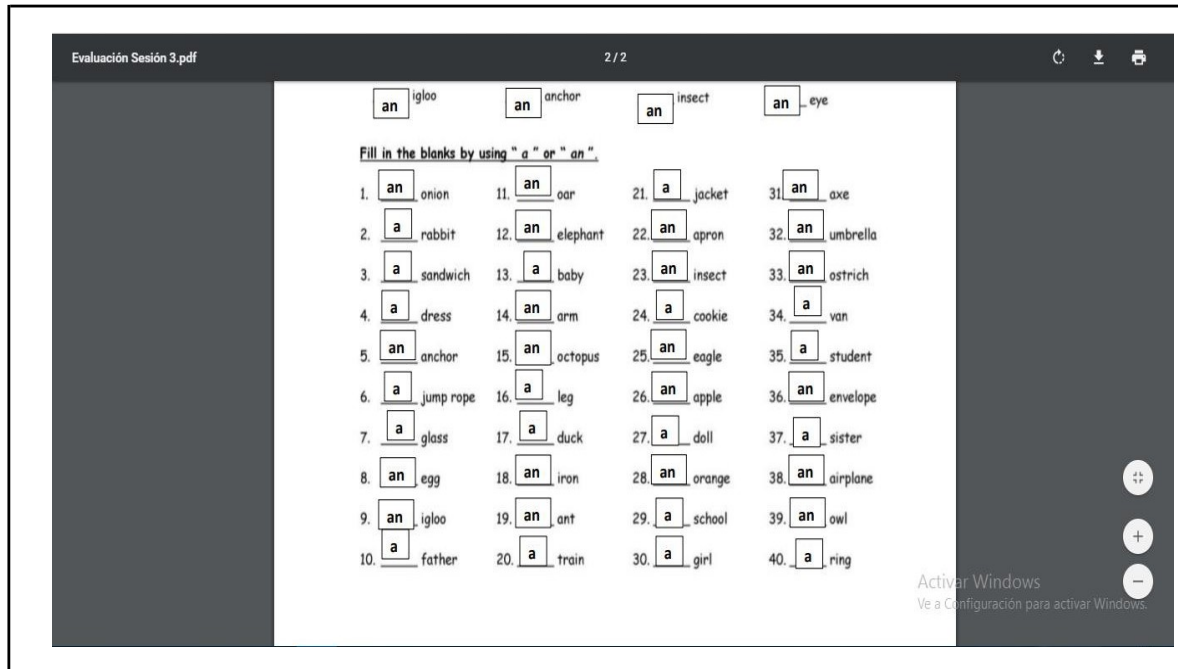 Evaluación Sesión 3.pdf 2 / 2
an igloo an anchor an insect an eye
Fill in the blanks by using " a " or " an ".
1. an onion 11. an oar 21. a jacket 31. an axe
2. a rabbit 12. an elephant 22. an apron 32. an umbrella
3. a sandwich 13. a baby 23. an insect 33. an ostrich
4. a dress 14. an arm 24. a cookie 34. a van
5. an anchor 15. an octopus 25. an eagle 35. a student
6. a jump rope 16. a leg 26. an apple 36. an envelope
7. a glass 17. a duck 27. a doll 37. a sister
8. an egg 18. an iron 28. an orange 38. an airplane
9. an igloo 19. an ant 29. a school 39. an owl
10. a father 20. a train 30. a girl 40. a ring
Activar Windows
Ve a Configuración para activar Windows.